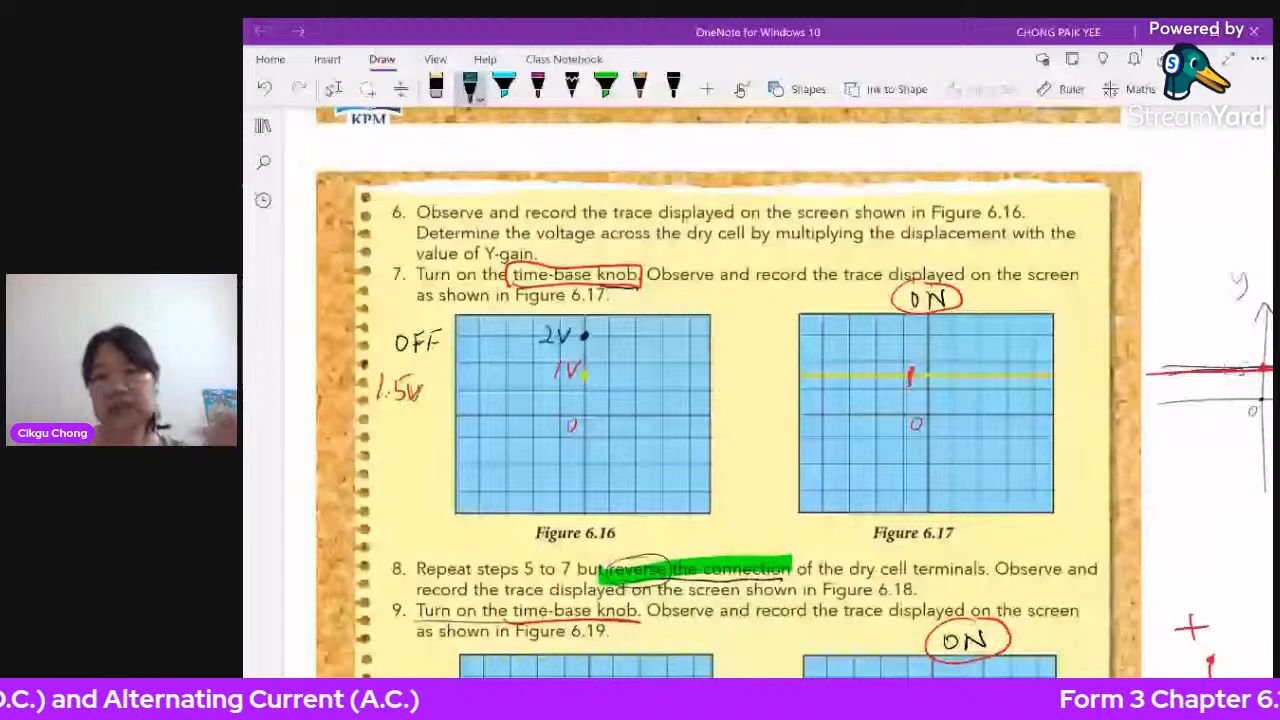 OneNote for Windows 10
CHONG PAIK YEE
Powered by
StreamYard
Home Insert Draw View Help Class Notebook
Shapes Ink to Shape Ruler Maths
KPM
6. Observe and record the trace displayed on the screen shown in Figure 6.16.
Determine the voltage across the dry cell by multiplying the displacement with the
value of Y-gain.
7. Turn on the time-base knob. Observe and record the trace displayed on the screen
as shown in Figure 6.17.
ON
OFF
2V
1V
1.5V
0
1
0
y
0
Figure 6.16
Figure 6.17
8. Repeat steps 5 to 7 but reverse the connection of the dry cell terminals. Observe and
record the trace displayed on the screen shown in Figure 6.18.
9. Turn on the time-base knob. Observe and record the trace displayed on the screen
as shown in Figure 6.19.
ON
+
Cikgu Chong
D.C.) and Alternating Current (A.C.)
Form 3 Chapter 6.1